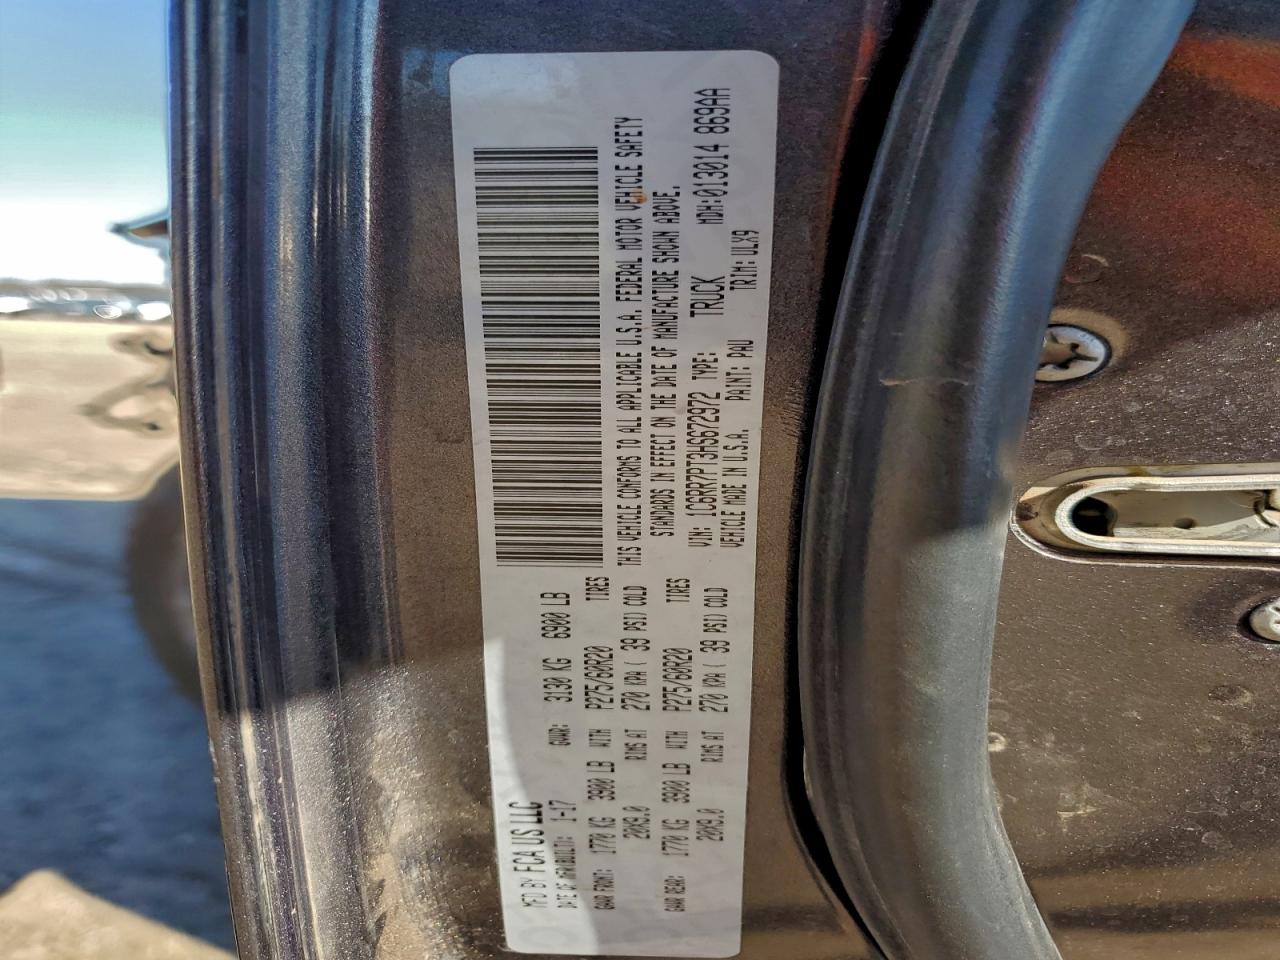 MFD BY FCA US LLC
DATE OF MFR(BUILT): 1-17 GVWR: 3130 KG 6900 LB
GAWR FRONT: 1770 KG 3900 LB WITH P275/60R20 TIRES
20X9.0 RIMS AT 270 KPA( 39 PSI) COLD
GAWR REAR: 1770 KG 3900 LB WITH P275/60R20 TIRES
20X9.0 RIMS AT 270 KPA( 39 PSI) COLD
THIS VEHICLE CONFORMS TO ALL APPLICABLE U.S.A. FEDERAL MOTOR VEHICLE SAFETY
STANDARDS IN EFFECT ON THE DATE OF MANUFACTURE SHOWN ABOVE.
VIN: 1C6RR7PT3HS672972 TYPE: TRUCK MDH:013014 869AA
VEHICLE MADE IN U.S.A. PAINT: PAU TRIM: ULX9